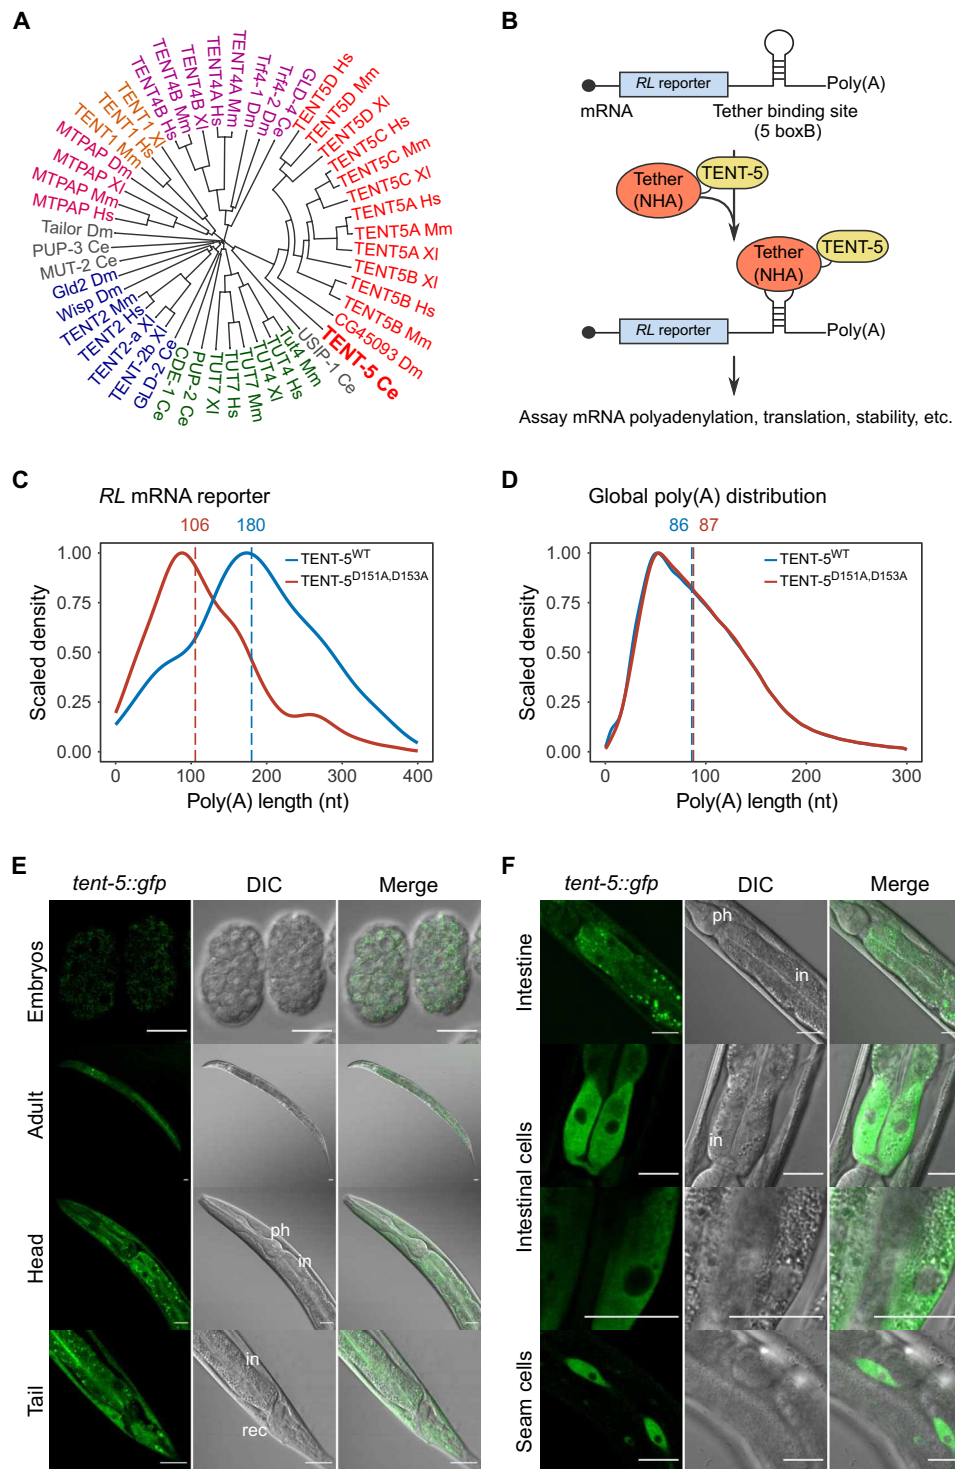 A
TENT4B Hs
TENT4B Mm
TENT4B Xl
TENT4A Hs
TENT4A Mm
Trf4-1 Dm
Trf4-2 Dm
GLD-4 Ce
TENT5D Hs
TENT5D Mm
TENT5D Xl
TENT5C Hs
TENT5C Mm
TENT5C Xl
TENT5A Hs
TENT5A Mm
TENT5A Xl
TENT5B Xl
TENT5B Hs
TENT5B Mm
CG45093 Dm
TENT-5 Ce
USIP-1 Ce
Tut4 Mm
TUT4 Hs
TUT4 Xl
TUT7 Mm
TUT7 Hs
TUT7 Xl
PUP-2 Ce
CDE-1 Ce
GLD-2 Ce
TENT-2b Xl
TENT2-a Xl
TENT2 Hs
TENT2 Mm
Wisp Dm
Gld2 Dm
MUT-2 Ce
PUP-3 Ce
Tailor Dm
MTPAP Hs
MTPAP Mm
MTPAP Xl
MTPAP Dm
TENT1 Mm
TENT1 Hs
TENT1 Xl
B
RL reporter
Poly(A)
mRNA
Tether binding site
(5 boxB)
Tether
(NHA)
TENT-5
Tether
(NHA)
TENT-5
RL reporter
Poly(A)
Assay mRNA polyadenylation, translation, stability, etc.
C
RL mRNA reporter
106 180
TENT-5WT
TENT-5D151A,D153A
Scaled density
1.00
0.75
0.50
0.25
0.00
0 100 200 300 400
Poly(A) length (nt)
D
Global poly(A) distribution
86 87
TENT-5WT
TENT-5D151A,D153A
Scaled density
1.00
0.75
0.50
0.25
0.00
0 100 200 300
Poly(A) length (nt)
E
tent-5::gfp DIC Merge
Embryos
Adult
Head
ph
in
Tail
in
rec
F
tent-5::gfp DIC Merge
Intestine
ph
in
Intestinal cells
in
Seam cells